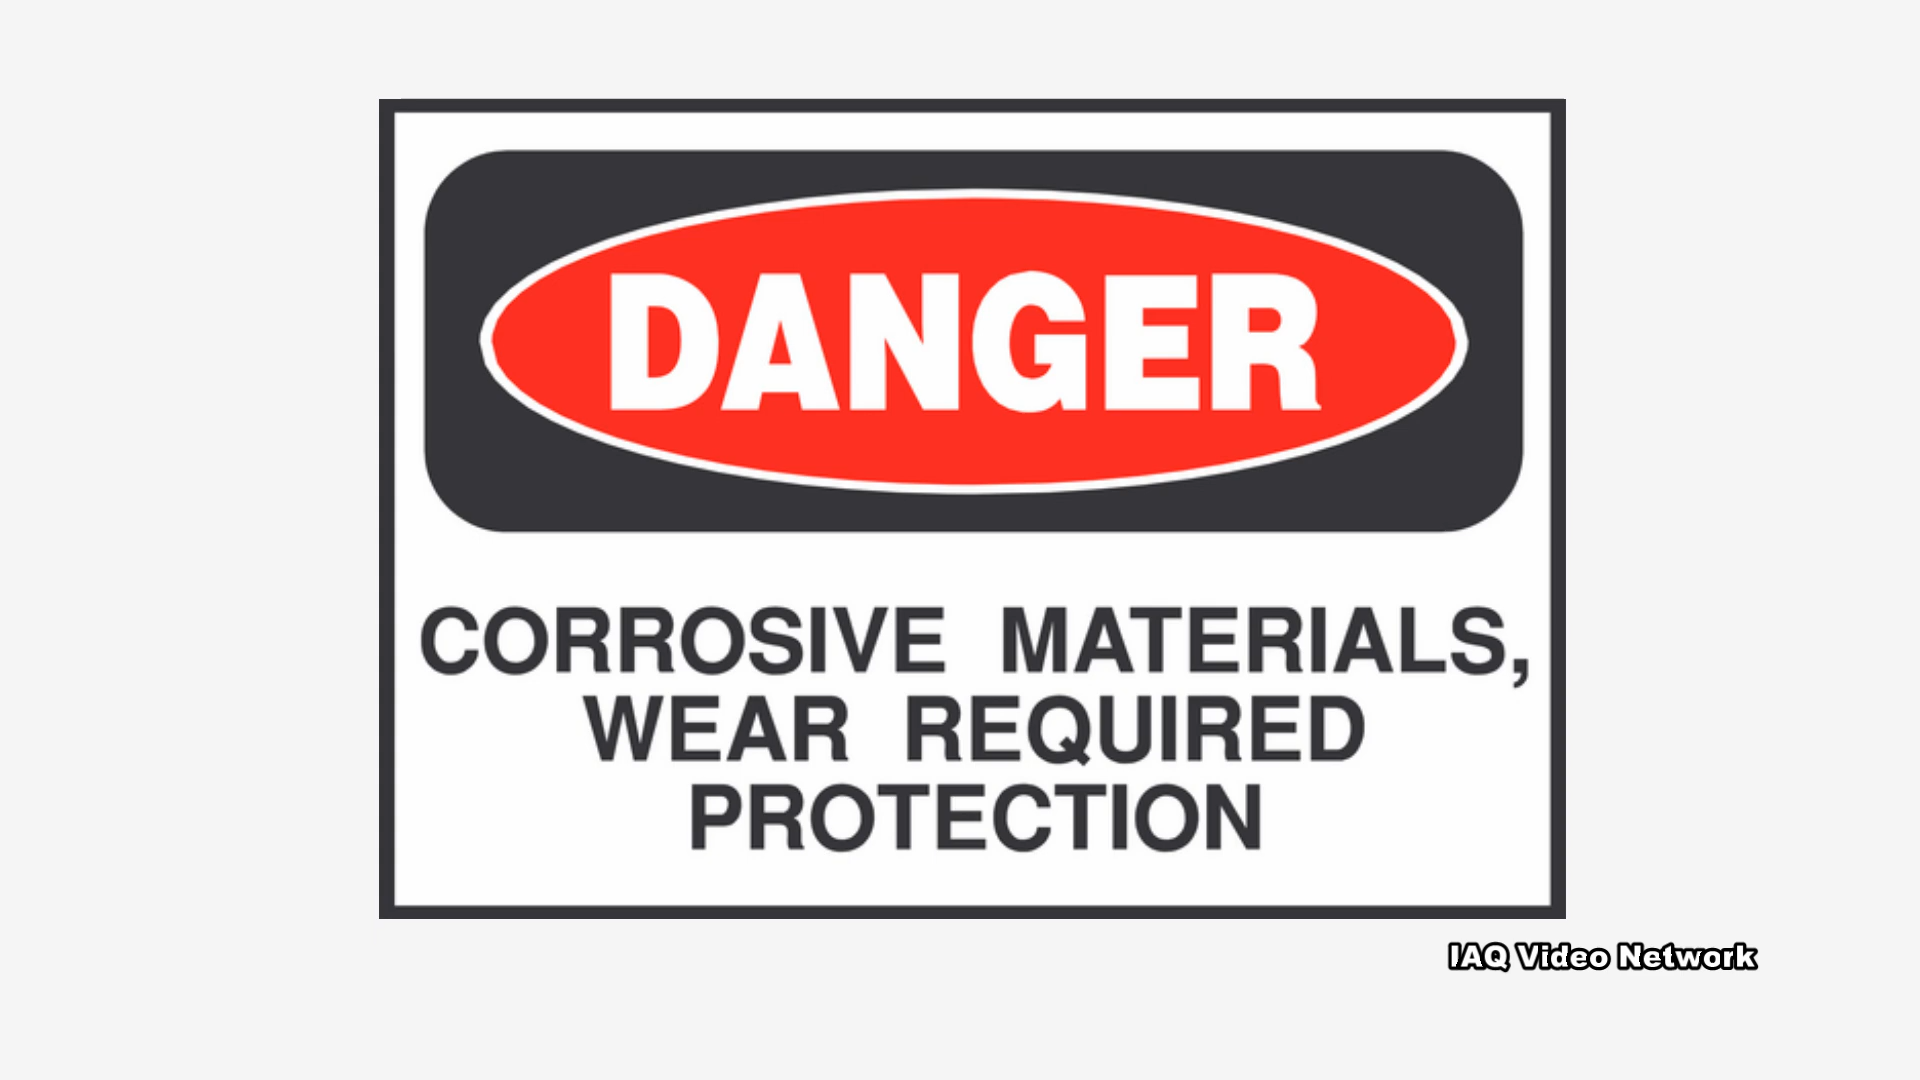 DANGER
CORROSIVE MATERIALS,
WEAR REQUIRED
PROTECTION
IAQ Video Network